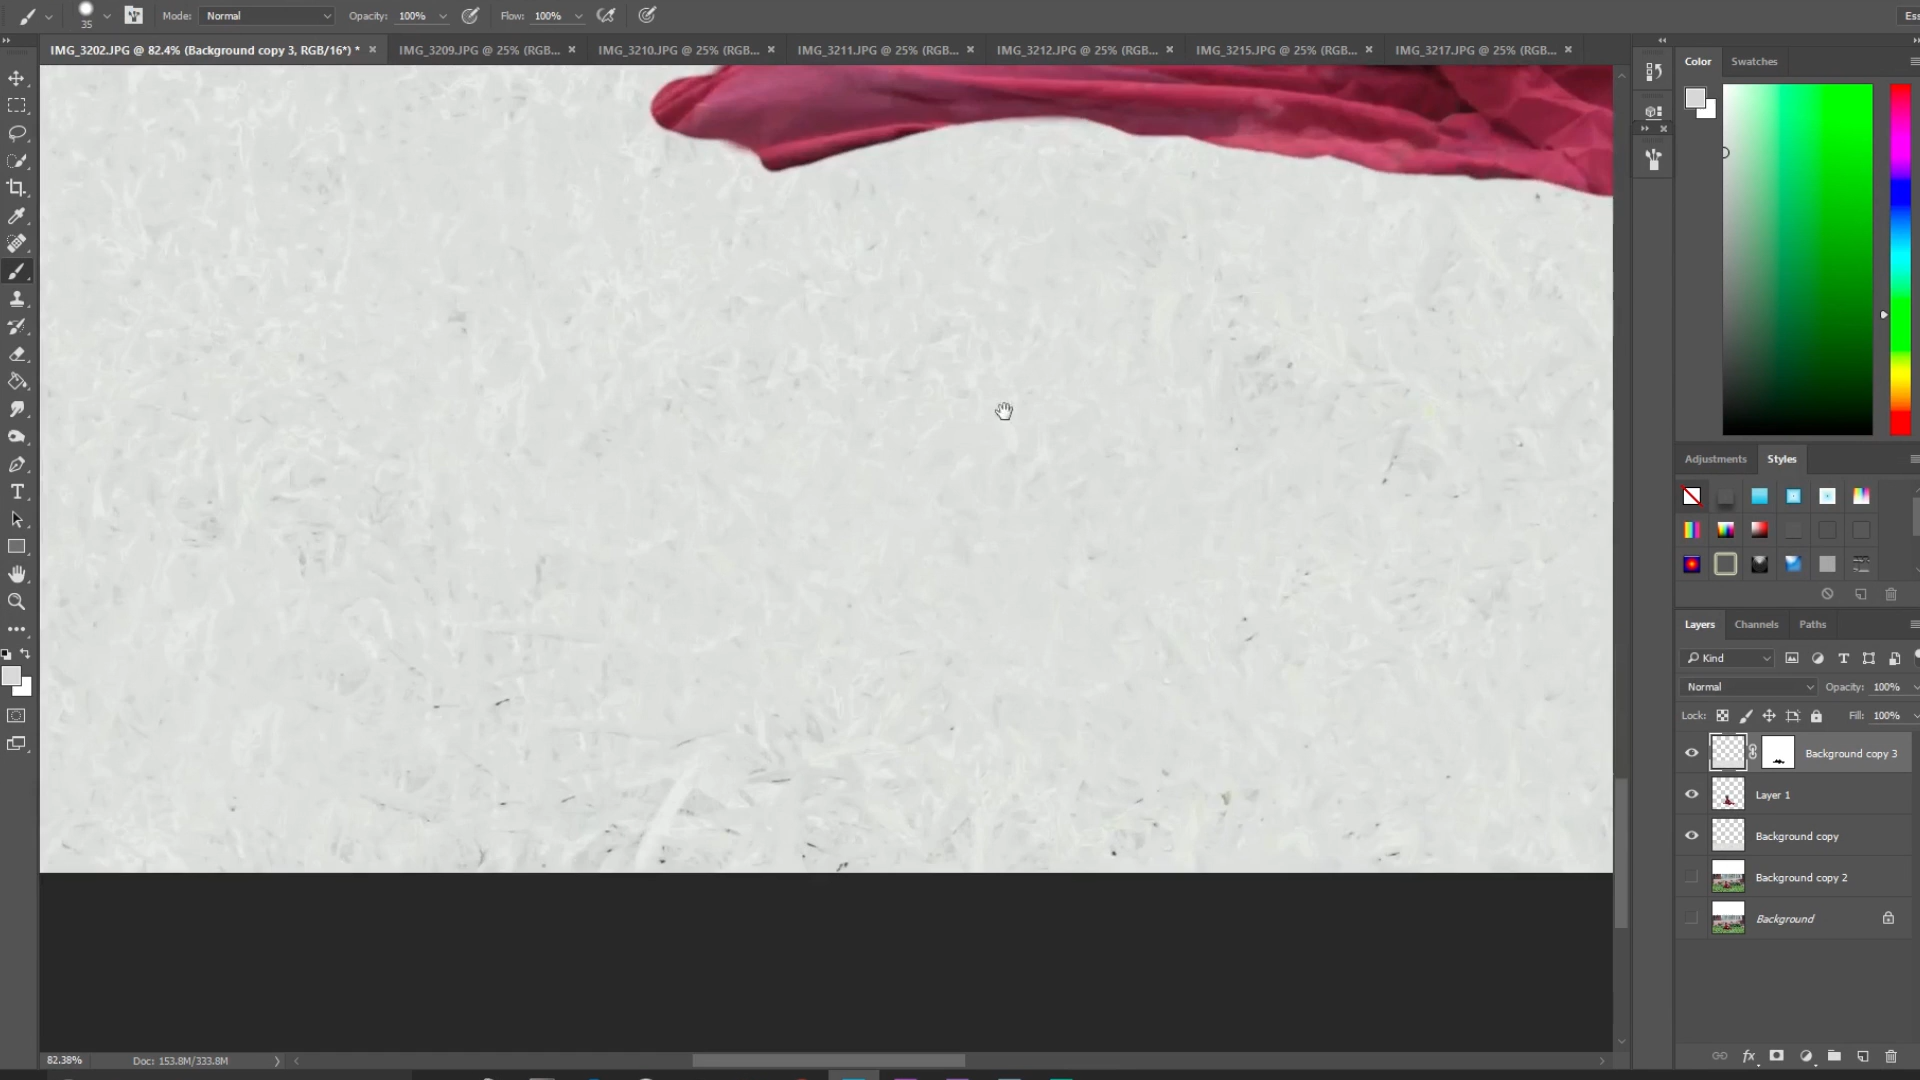 35
Mode: Normal
Opacity: 100%
Flow: 100%
Ess
IMG_3202.JPG @ 82.4% (Background copy 3, RGB/16*) *
IMG_3209.JPG @ 25% (RGB...
IMG_3210.JPG @ 25% (RGB...
IMG_3211.JPG @ 25% (RGB...
IMG_3212.JPG @ 25% (RGB...
IMG_3215.JPG @ 25% (RGB...
IMG_3217.JPG @ 25% (RGB...
Color
Swatches
Adjustments
Styles
Layers
Channels
Paths
Kind
Normal
Opacity: 100%
Lock:
Fill: 100%
Background copy 3
Layer 1
Background copy
Background copy 2
Background
fx
82.38%
Doc: 153.8M/333.8M